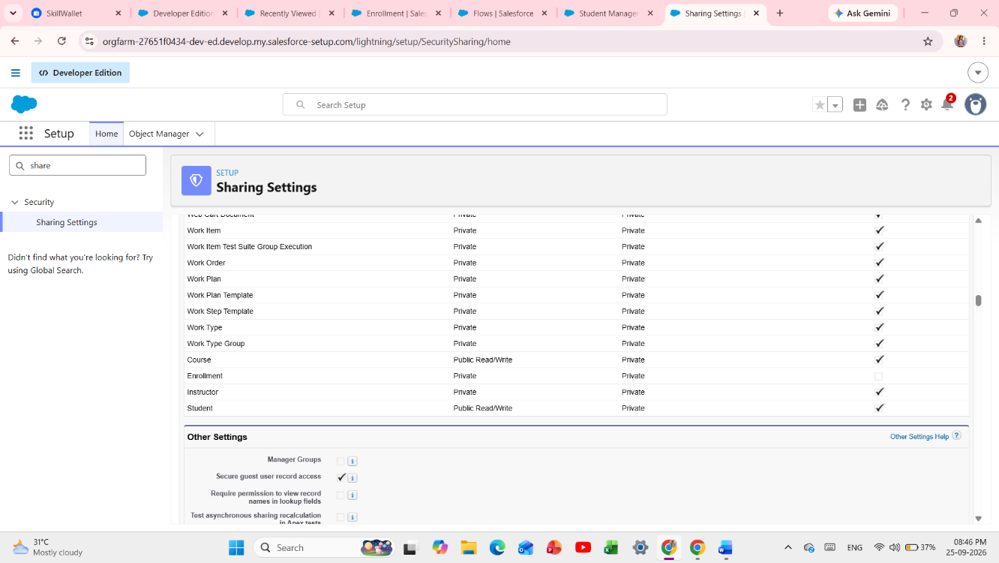 SkillWallet
Developer Edition
Recently Viewed |
Enrollment | Sales
Flows | Salesforce
Student Manager
Sharing Settings |
Ask Gemini
orgfarm-27651f0434-dev-ed.develop.my.salesforce-setup.com/lightning/setup/SecuritySharing/home
Developer Edition
Search Setup
2
Setup
Home
Object Manager
share
SETUP
Sharing Settings
Security
Sharing Settings
Didn't find what you're looking for? Try
using Global Search.
Web Cart Document Private Private
Work Item Private Private
Work Item Test Suite Group Execution Private Private
Work Order Private Private
Work Plan Private Private
Work Plan Template Private Private
Work Step Template Private Private
Work Type Private Private
Work Type Group Private Private
Course Public Read/Write Private
Enrollment Private Private
Instructor Private Private
Student Public Read/Write Private
Other Settings
Other Settings Help ?
Manager Groups
Secure guest user record access
Require permission to view record
names in lookup fields
Test asynchronous sharing recalculation
in Apex tests
31°C
Mostly cloudy
Search
ENG
37%
08:46 PM
25-09-2026